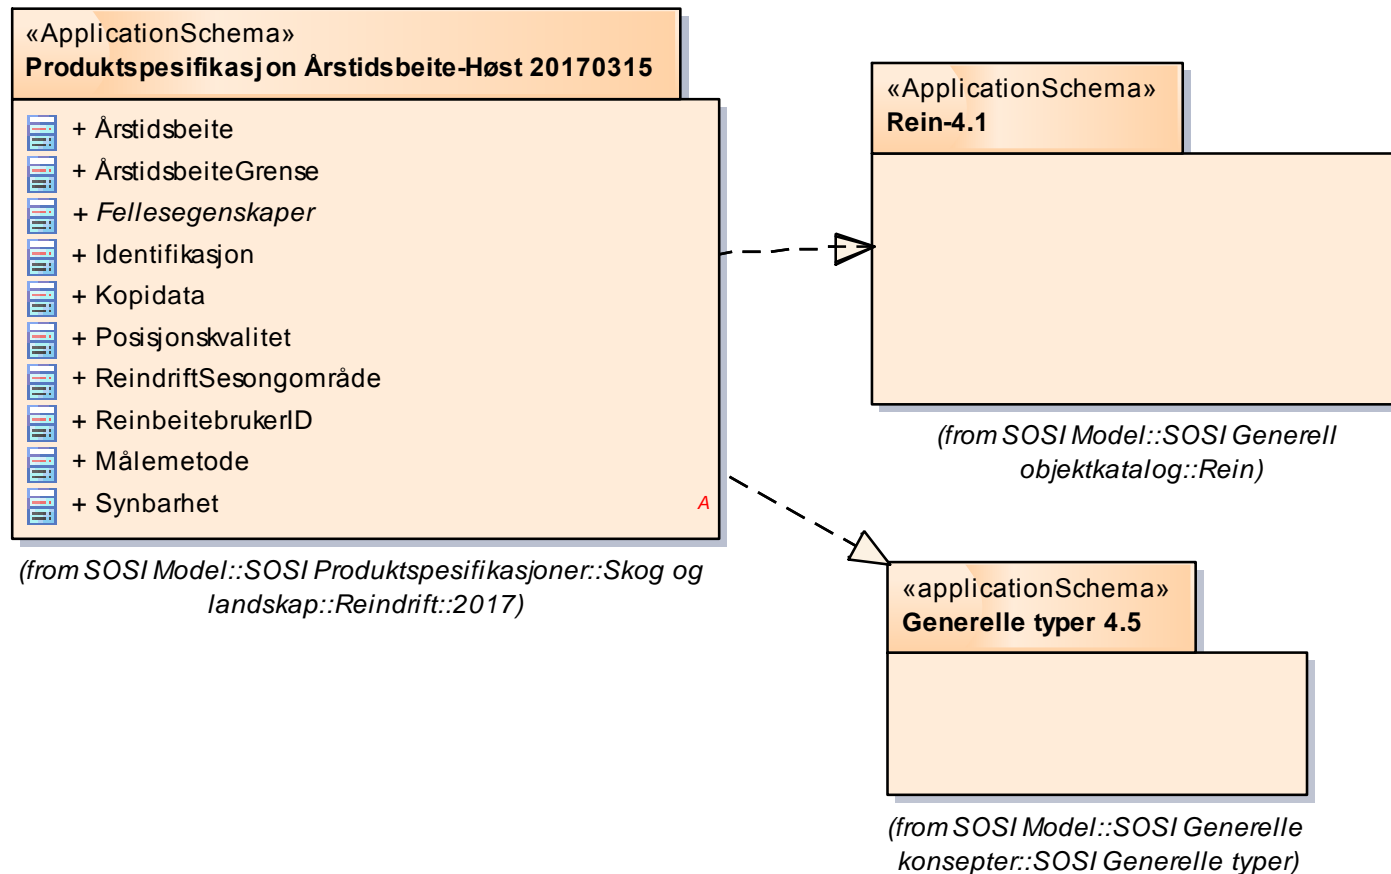 «ApplicationSchema»
Produktspesifikasjon Årstidsbeite-Høst 20170315
+ Årstidsbeite
+ ÅrstidsbeiteGrense
+ Fellesegenskaper
+ Identifikasjon
+ Kopidata
+ Posisjonskvalitet
+ ReindriftSesongområde
+ ReinbeitebrukerID
+ Målemetode
+ Synbarhet
A
(from SOSI Model::SOSI Produktspesifikasjoner::Skog og
landskap::Reindrift::2017)
«ApplicationSchema»
Rein-4.1
(from SOSI Model::SOSI Generell
objektkatalog::Rein)
«applicationSchema»
Generelle typer 4.5
(from SOSI Model::SOSI Generelle
konsepter::SOSI Generelle typer)